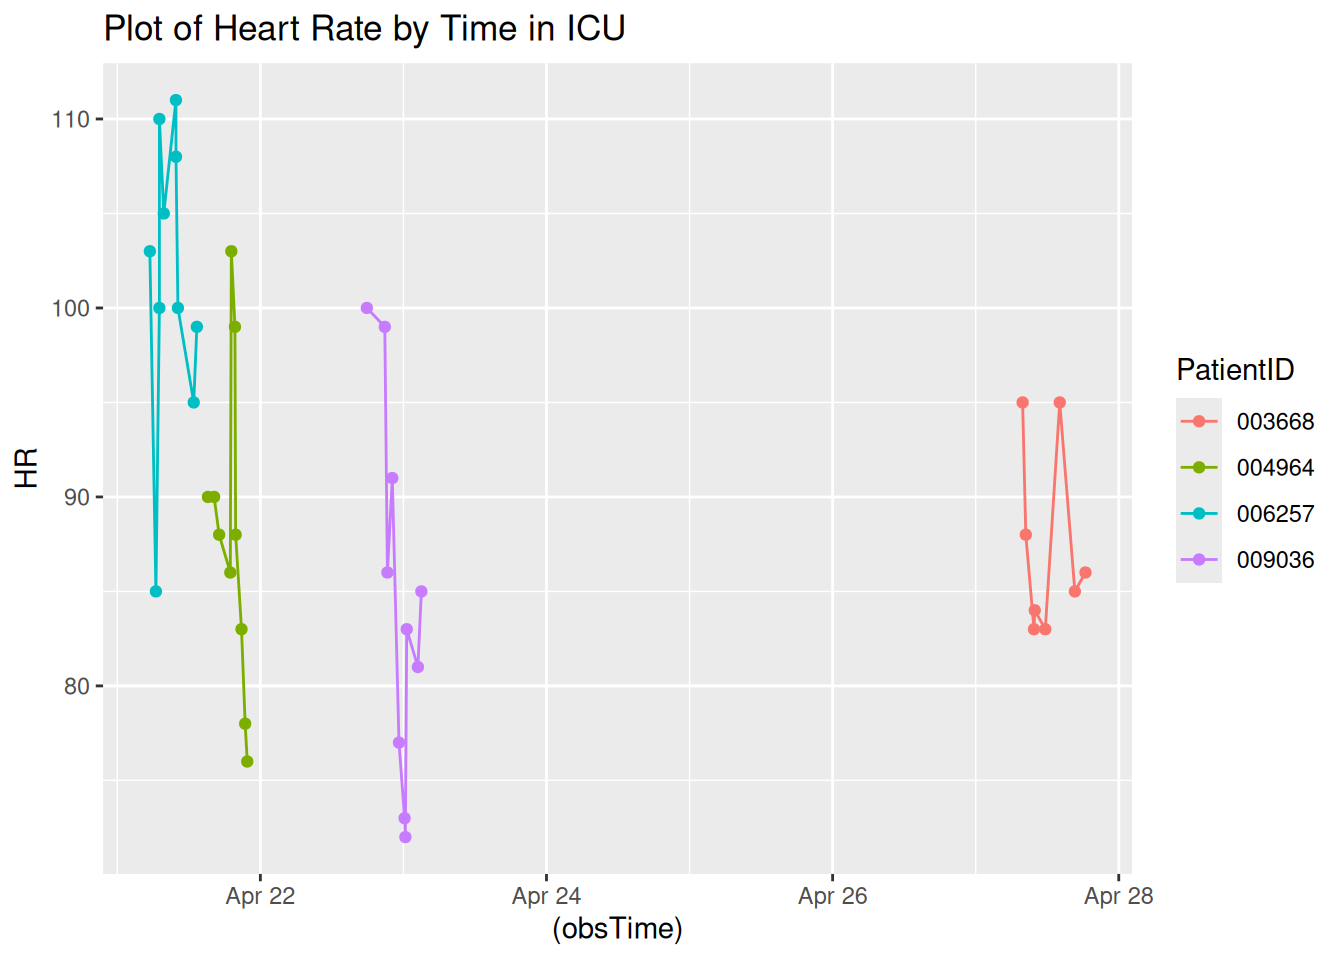 Plot of Heart Rate by Time in ICU
110
100
90
80
HR
Apr 22
Apr 24
Apr 26
Apr 28
(obsTime)
PatientID
003668
004964
006257
009036